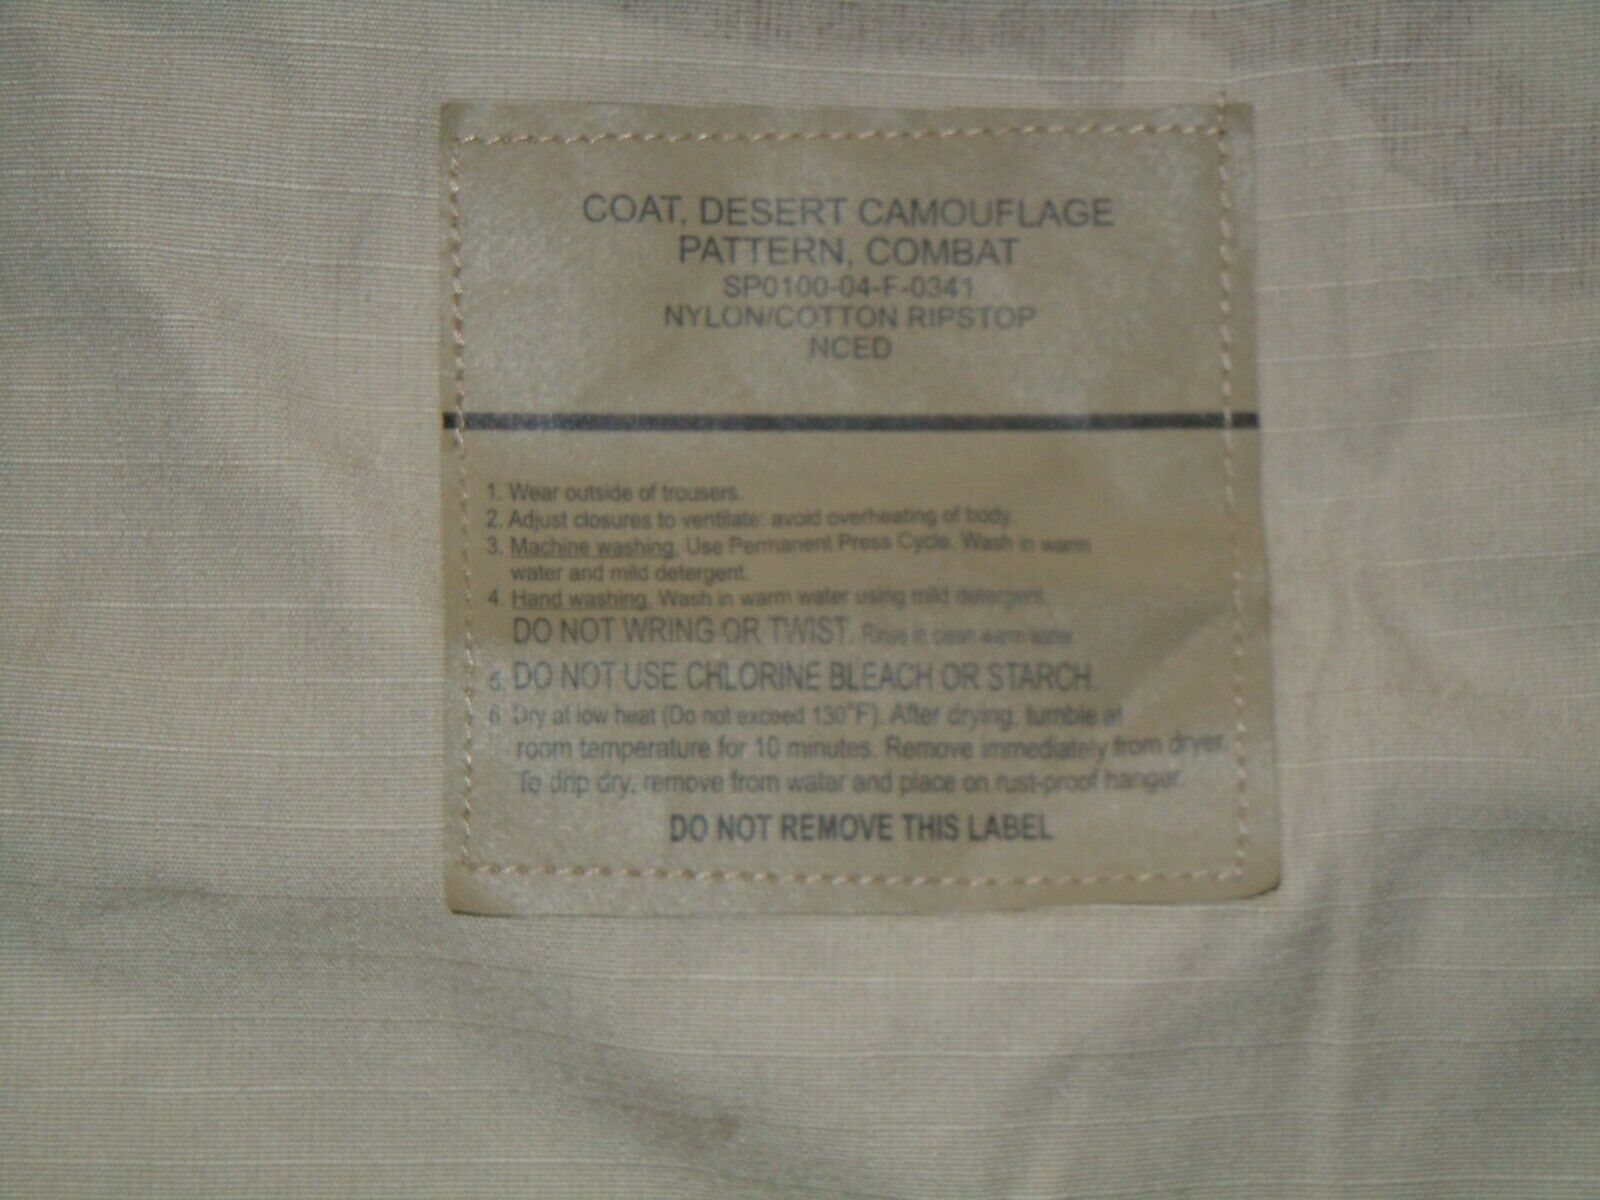 COAT, DESERT CAMOUFLAGE
PATTERN, COMBAT
SP0100-04-F-0341
NYLON/COTTON RIPSTOP
NCED
1. Wear outside of trousers.
2. Adjust closures to ventilate: avoid overheating of body.
3. Machine washing. Use Permanent Press Cycle. Wash in warm
water and mild detergent.
4. Hand washing. Wash in warm water using mild detergent.
DO NOT WRING OR TWIST. Rinse in clean warm water.
5. DO NOT USE CHLORINE BLEACH OR STARCH.
6. Dry at low heat (Do not exceed 130°F). After drying, tumble at
room temperature for 10 minutes. Remove immediately from dryer.
To drip dry, remove from water and place on rust-proof hanger.
DO NOT REMOVE THIS LABEL